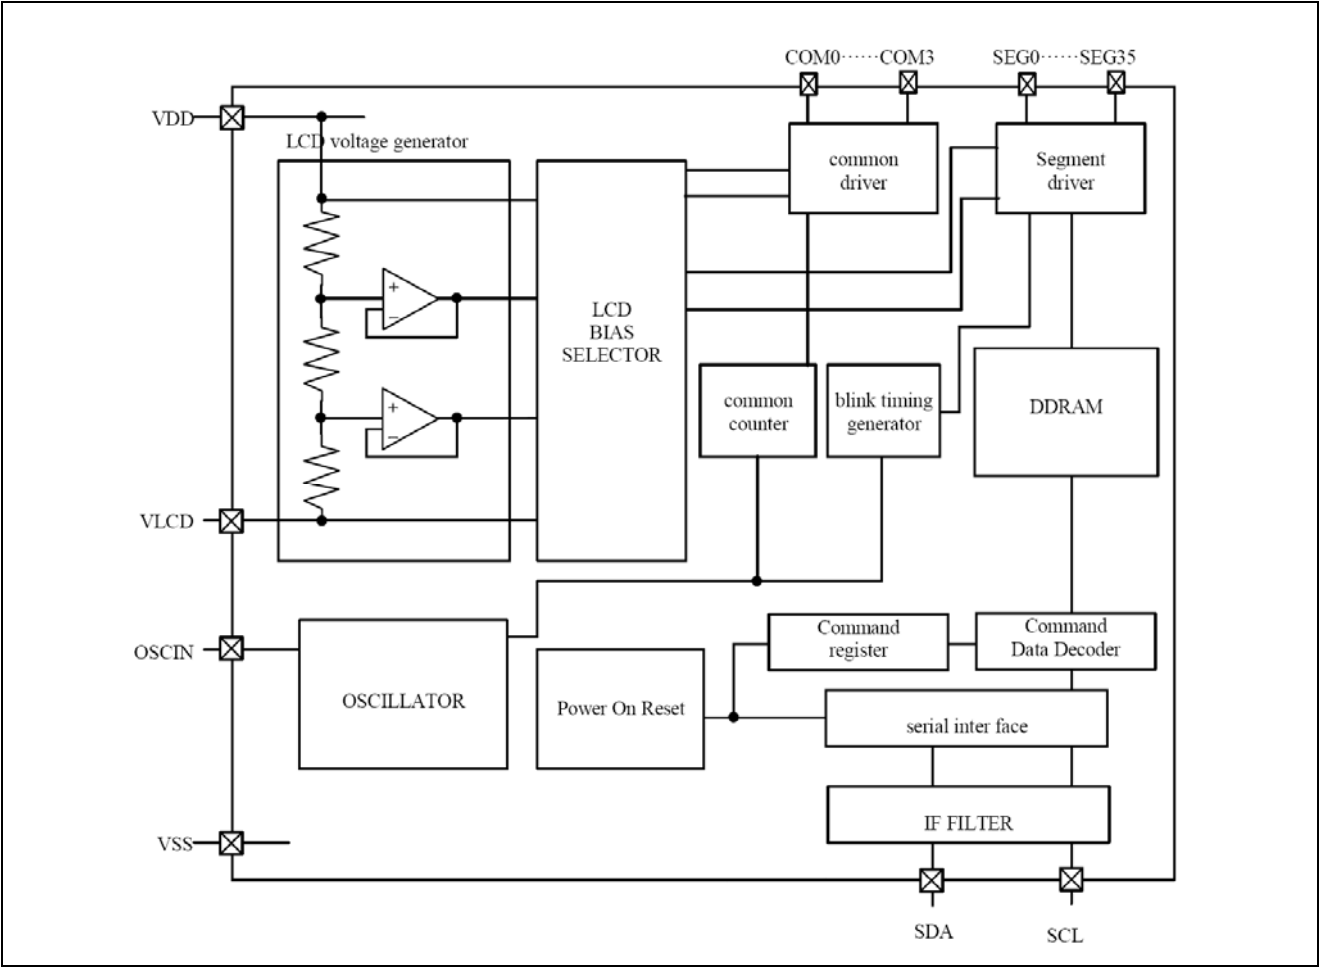 COM0······COM3
SEG0······SEG35
VDD
LCD voltage generator
common
driver
Segment
driver
+
−
LCD
BIAS
SELECTOR
common
counter
blink timing
generator
DDRAM
+
−
VLCD
OSCIN
OSCILLATOR
Power On Reset
Command
register
Command
Data Decoder
serial inter face
IF FILTER
VSS
SDA
SCL